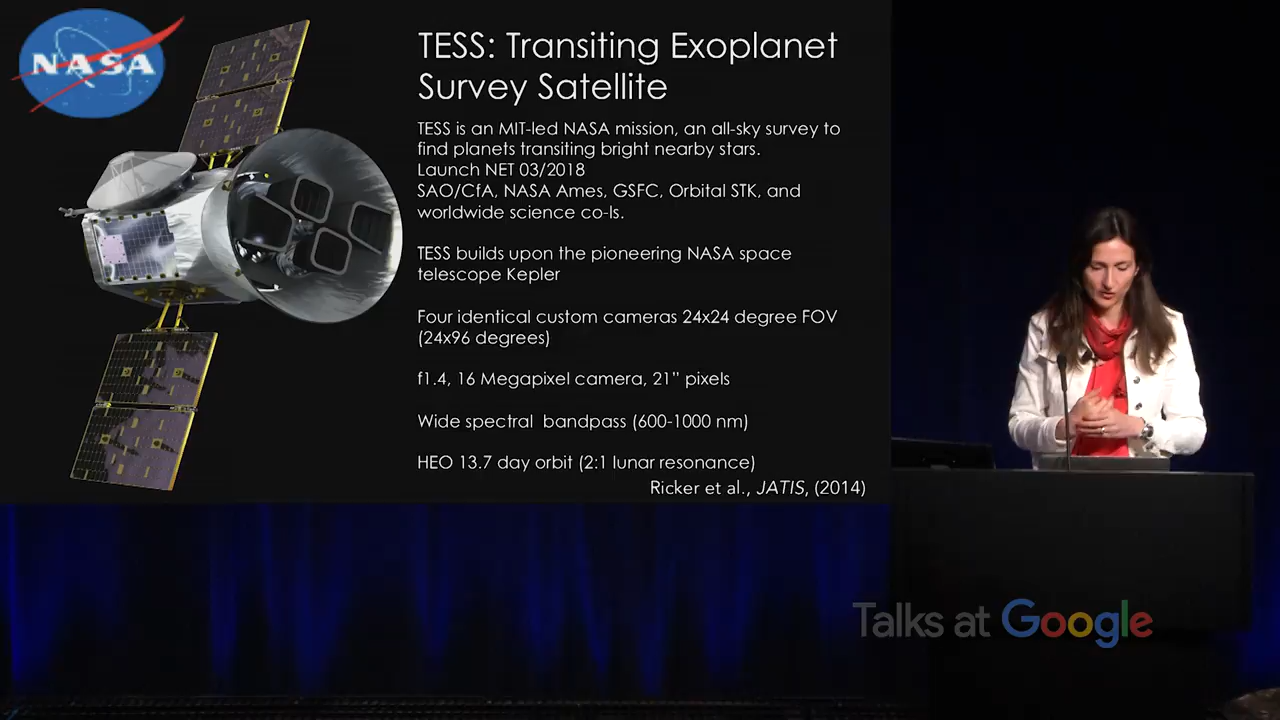 NASA
TESS: Transiting Exoplanet
Survey Satellite
TESS is an MIT-led NASA mission, an all-sky survey to
find planets transiting bright nearby stars.
Launch NET 03/2018
SAO/CfA, NASA Ames, GSFC, Orbital STK, and
worldwide science co-Is.
TESS builds upon the pioneering NASA space
telescope Kepler
Four identical custom cameras 24x24 degree FOV
(24x96 degrees)
f1.4, 16 Megapixel camera, 21” pixels
Wide spectral bandpass (600-1000 nm)
HEO 13.7 day orbit (2:1 lunar resonance)
Ricker et al., JATIS, (2014)
Talks at Google